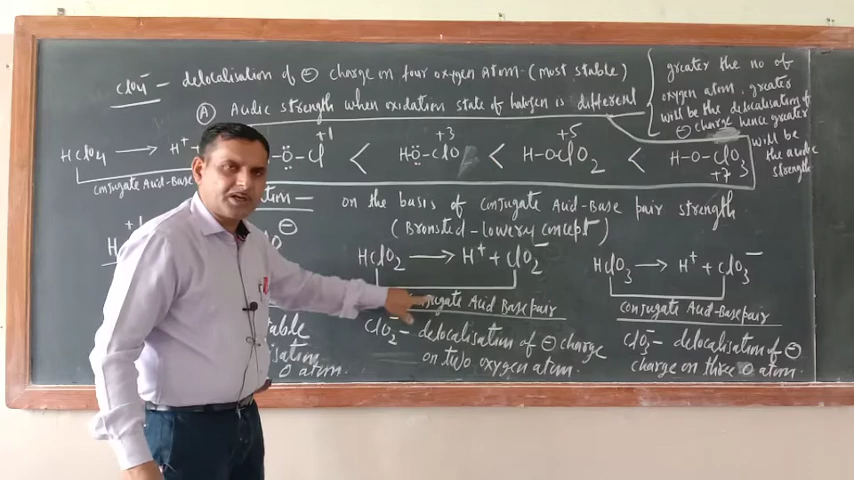 ClO4⁻ – delocalisation of ⊖ charge on four oxygen Atom. (most stable)
greater the no of
oxygen atom, greater
will be the delocalisation of
⊖ charge hence greater
will be
the acidic
strength
Ⓐ Acidic strength when oxidation state of halogen is different
HClO4 → H⁺
Conjugate Acid-Base
+1 +3 +5
O – Cl < HO – ClO < H-O-ClO2 < H-O-ClO3
+7
on the basis of Conjugate Acid-Base pair strength
(Bronsted-lowery concept)
+1
H
O ⊖
HClO2 → H⁺ + ClO2⁻
Conjugate Acid Base pair
ClO2⁻ – delocalisation of ⊖ charge
on two oxygen atom.
HClO3 → H⁺ + ClO3⁻
Conjugate Acid-Base pair
ClO3⁻ – delocalisation of ⊖
charge on three O atom.
O atom.